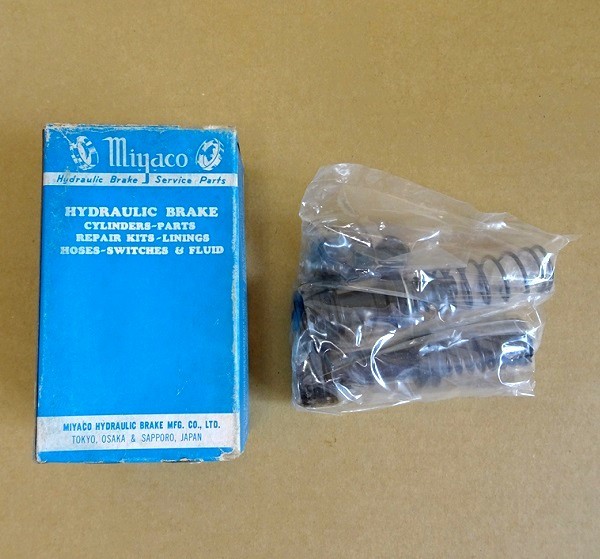 Miyaco
Hydraulic Brake Service Parts
HYDRAULIC BRAKE
CYLINDERS-PARTS
REPAIR KITS-LININGS
HOSES-SWITCHES & FLUID
MIYACO HYDRAULIC BRAKE MFG. CO., LTD.
TOKYO, OSAKA & SAPPORO, JAPAN